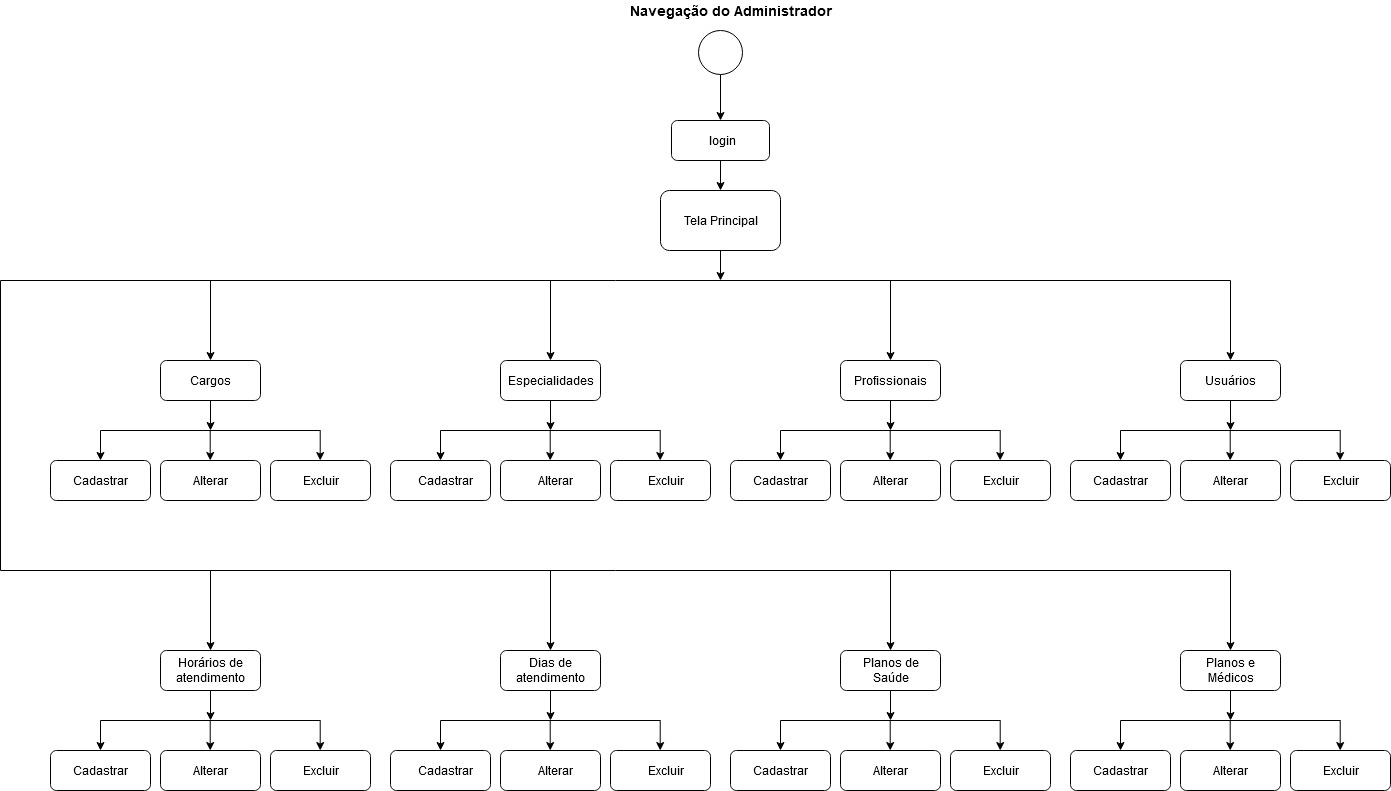 Navegação do Administrador
login
Tela Principal
Cargos
Especialidades
Profissionais
Usuários
Cadastrar
Alterar
Excluir
Cadastrar
Alterar
Excluir
Cadastrar
Alterar
Excluir
Cadastrar
Alterar
Excluir
Horários de
atendimento
Dias de
atendimento
Planos de
Saúde
Planos e
Médicos
Cadastrar
Alterar
Excluir
Cadastrar
Alterar
Excluir
Cadastrar
Alterar
Excluir
Cadastrar
Alterar
Excluir